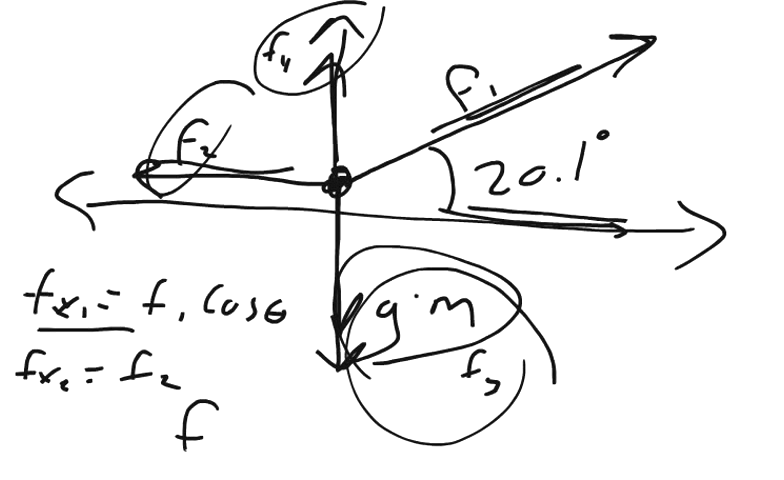 f₄
F₁
F₂
20.1°
g·m
f₃
fx₁ = f₁ cosθ
fx₂ = f₂
f